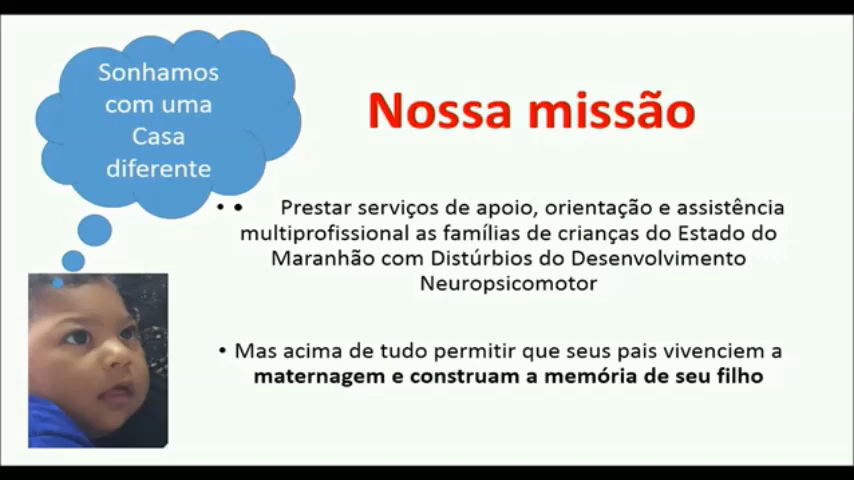 Sonhamos
com uma
Casa
diferente
Nossa missão
• • Prestar serviços de apoio, orientação e assistência
multiprofissional as famílias de crianças do Estado do
Maranhão com Distúrbios do Desenvolvimento
Neuropsicomotor
• Mas acima de tudo permitir que seus pais vivenciem a
maternagem e construam a memória de seu filho